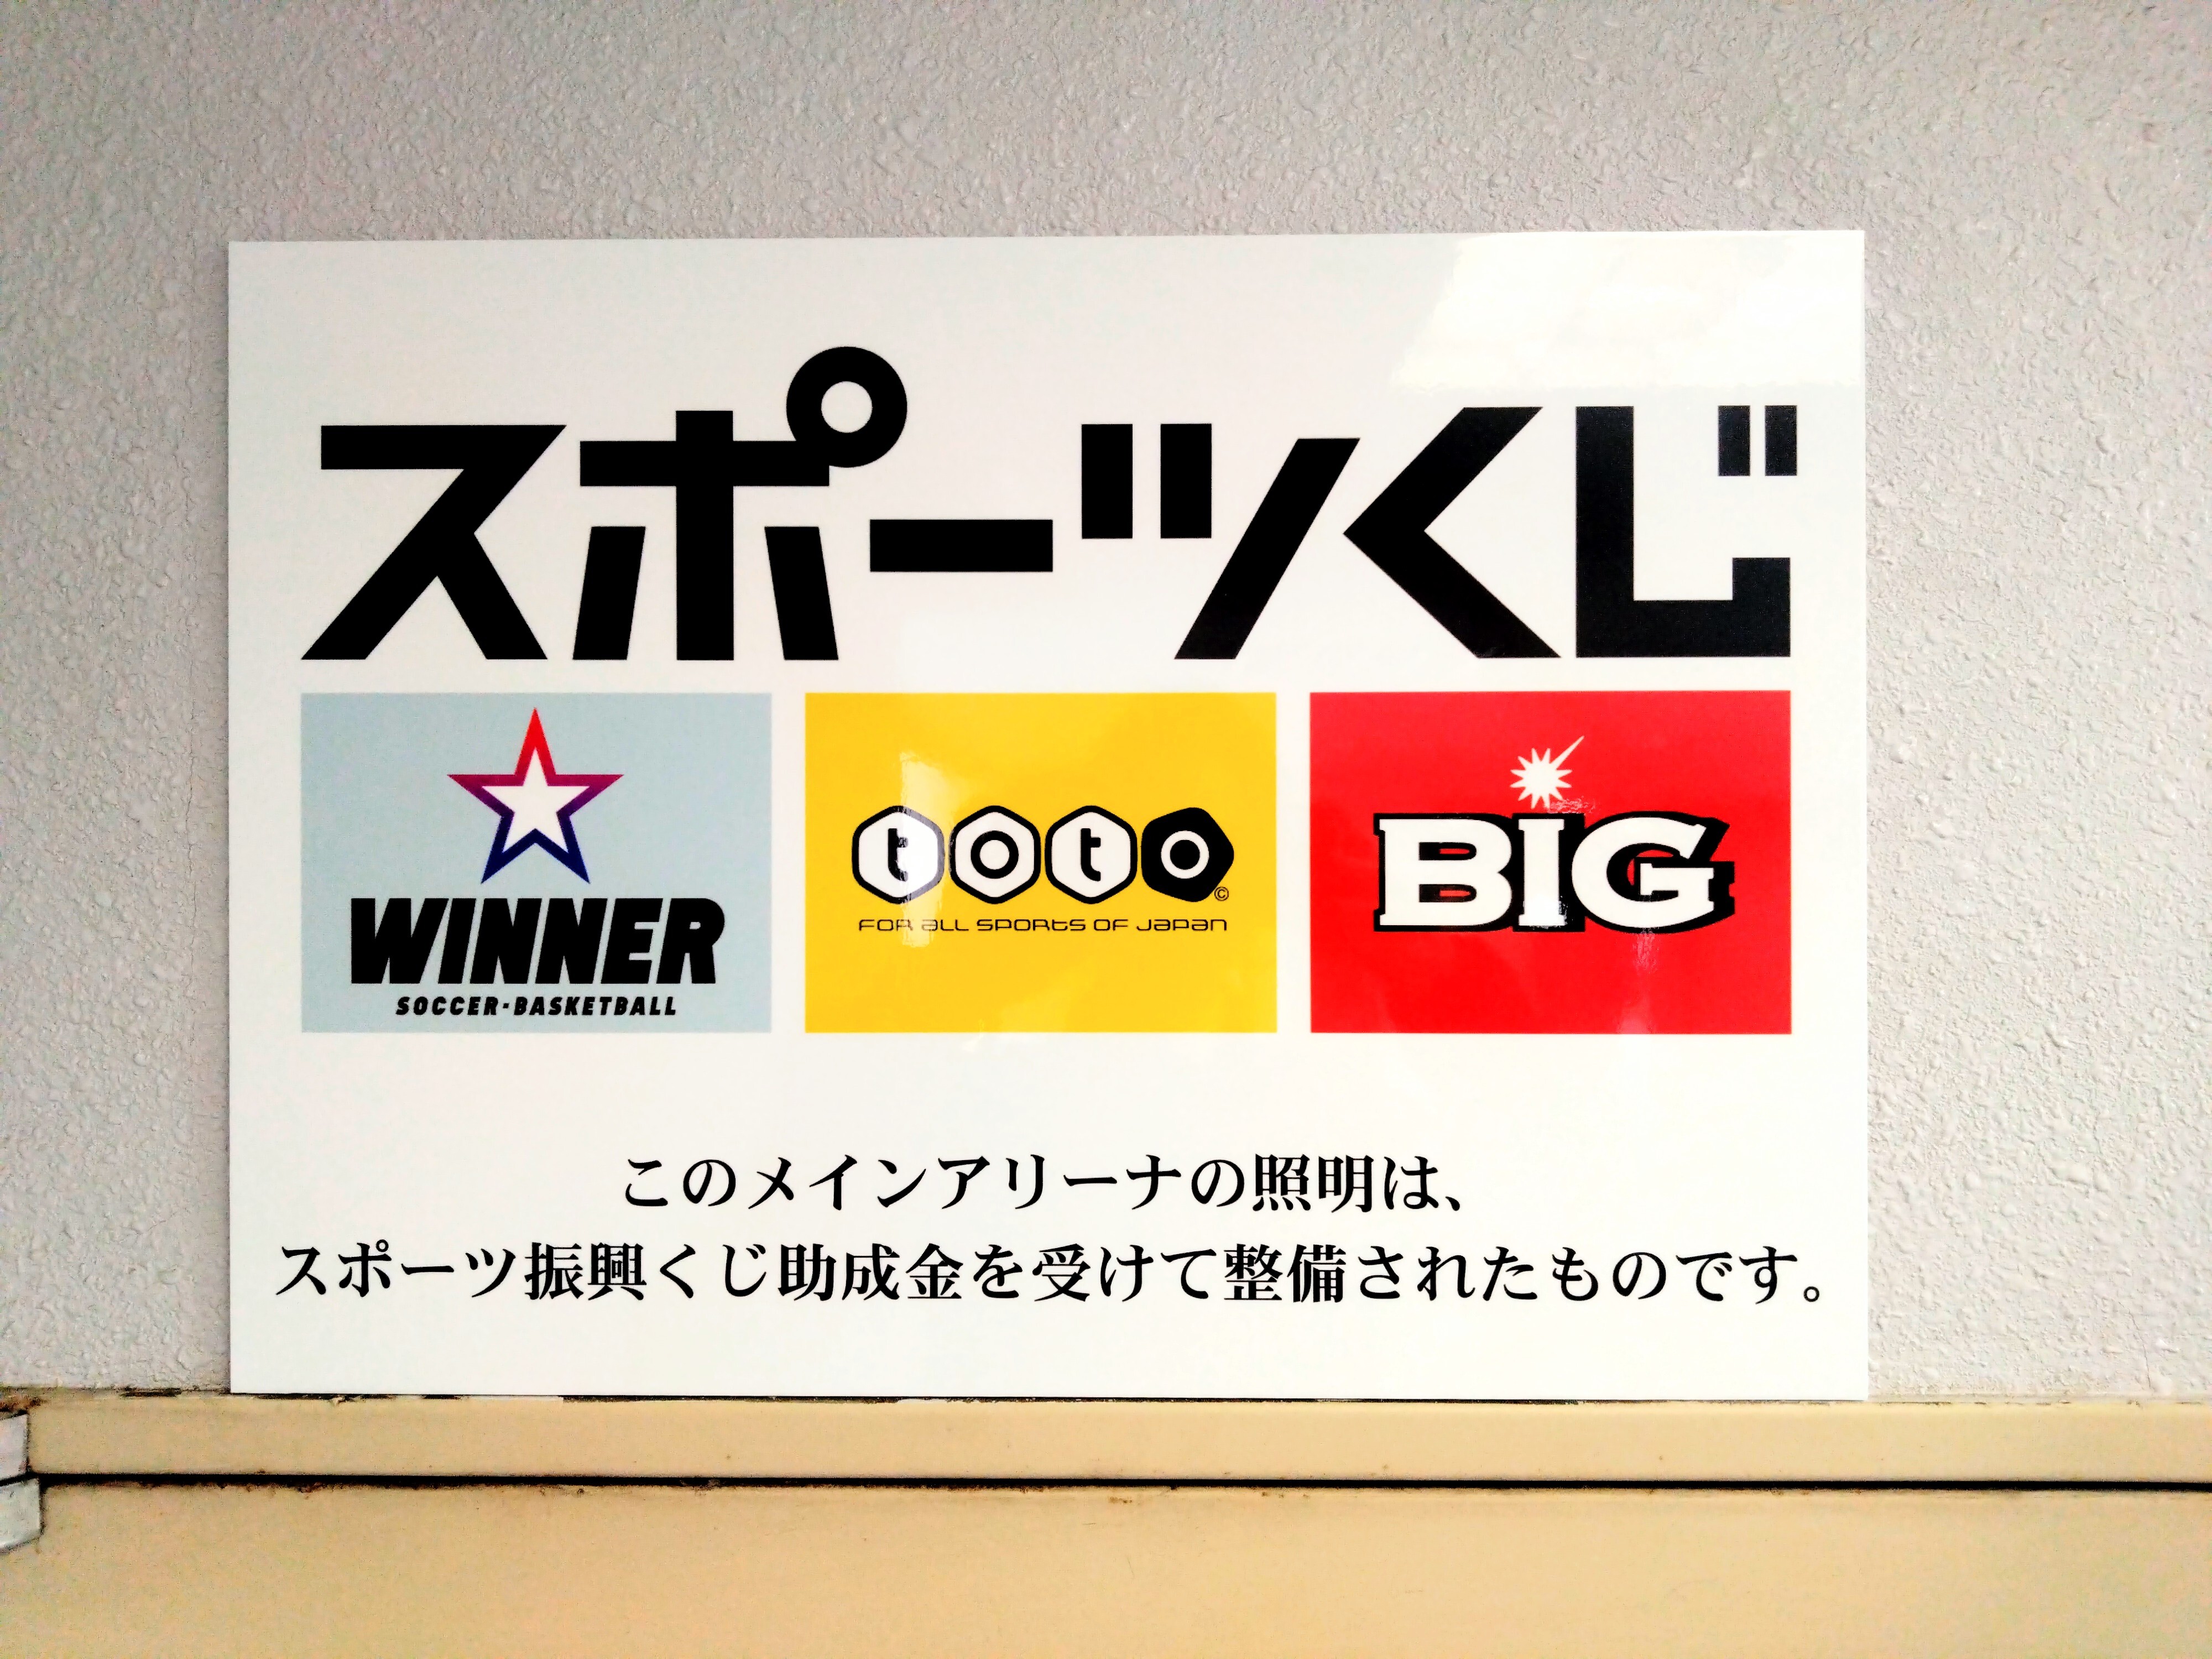 スポーツくじ
WINNER
SOCCER・BASKETBALL
toto
©
FOR ALL SPORTS OF JAPAN
BIG
このメインアリーナの照明は、
スポーツ振興くじ助成金を受けて整備されたものです。